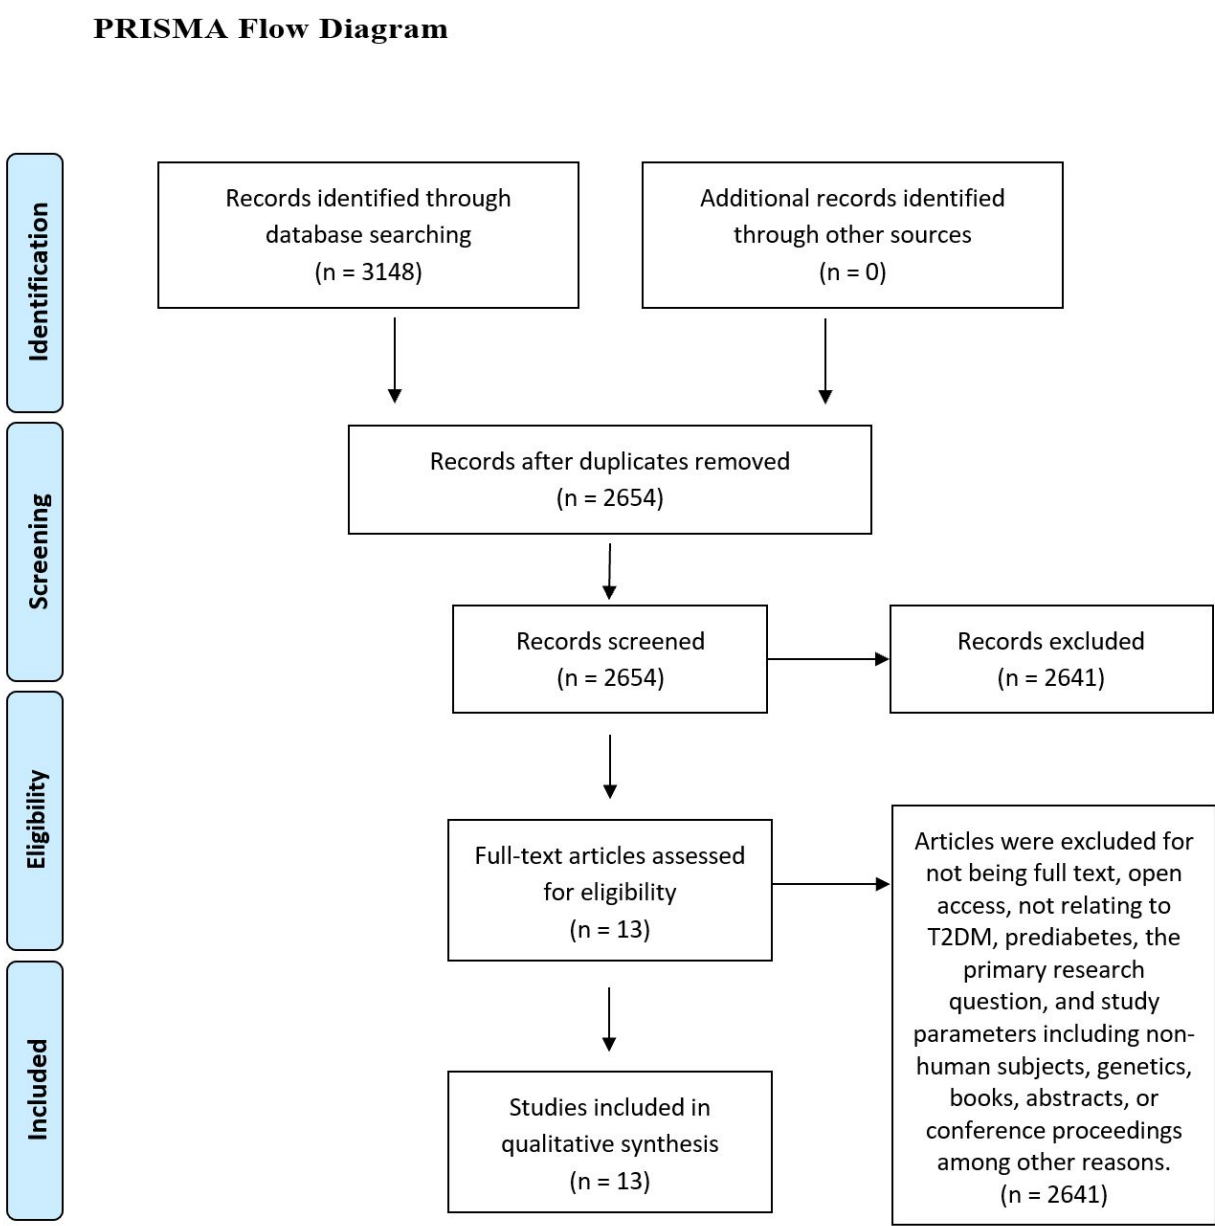 PRISMA Flow Diagram
Identification
Records identified through
database searching
(n = 3148)
Additional records identified
through other sources
(n = 0)
Screening
Records after duplicates removed
(n = 2654)
Records screened
(n = 2654)
Records excluded
(n = 2641)
Eligibility
Full-text articles assessed
for eligibility
(n = 13)
Articles were excluded for
not being full text, open
access, not relating to
T2DM, prediabetes, the
primary research
question, and study
parameters including non-
human subjects, genetics,
books, abstracts, or
conference proceedings
among other reasons.
(n = 2641)
Included
Studies included in
qualitative synthesis
(n = 13)